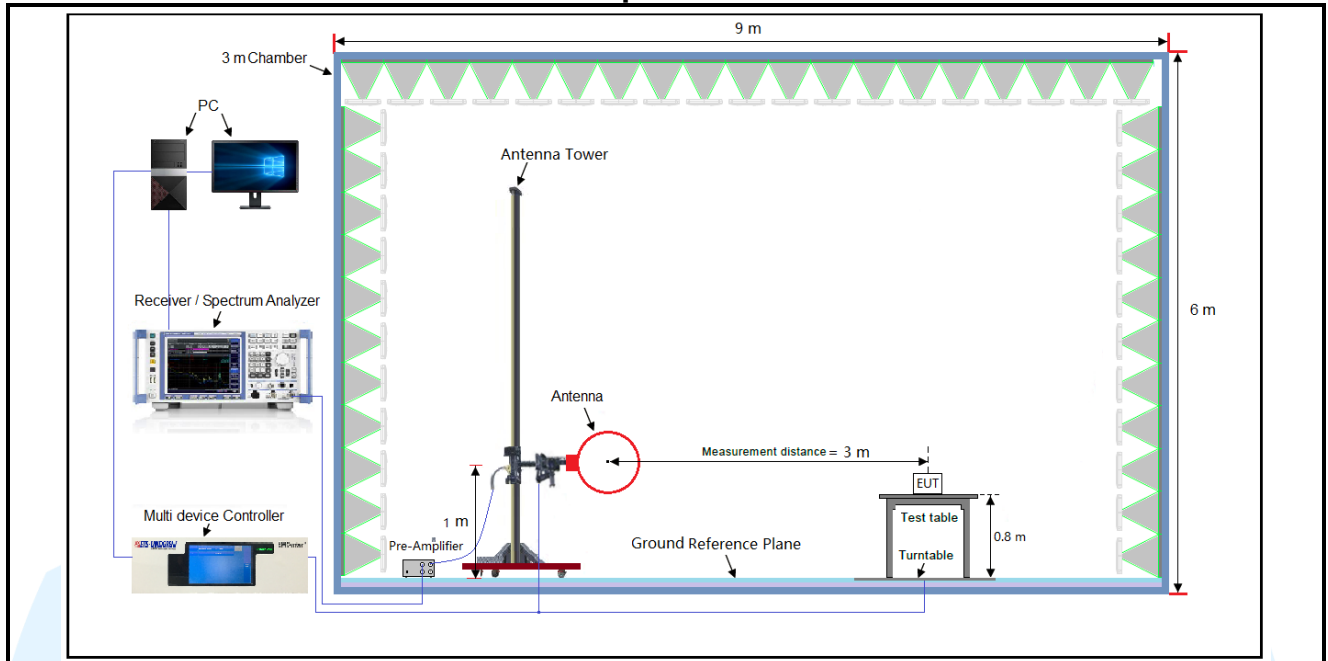 9 m
3 m Chamber
PC
Antenna Tower
6 m
Receiver / Spectrum Analyzer
Antenna
Measurement distance = 3 m
EUT
1 m
Multi device Controller
Test table
0.8 m
Pre-Amplifier
Ground Reference Plane
Turntable